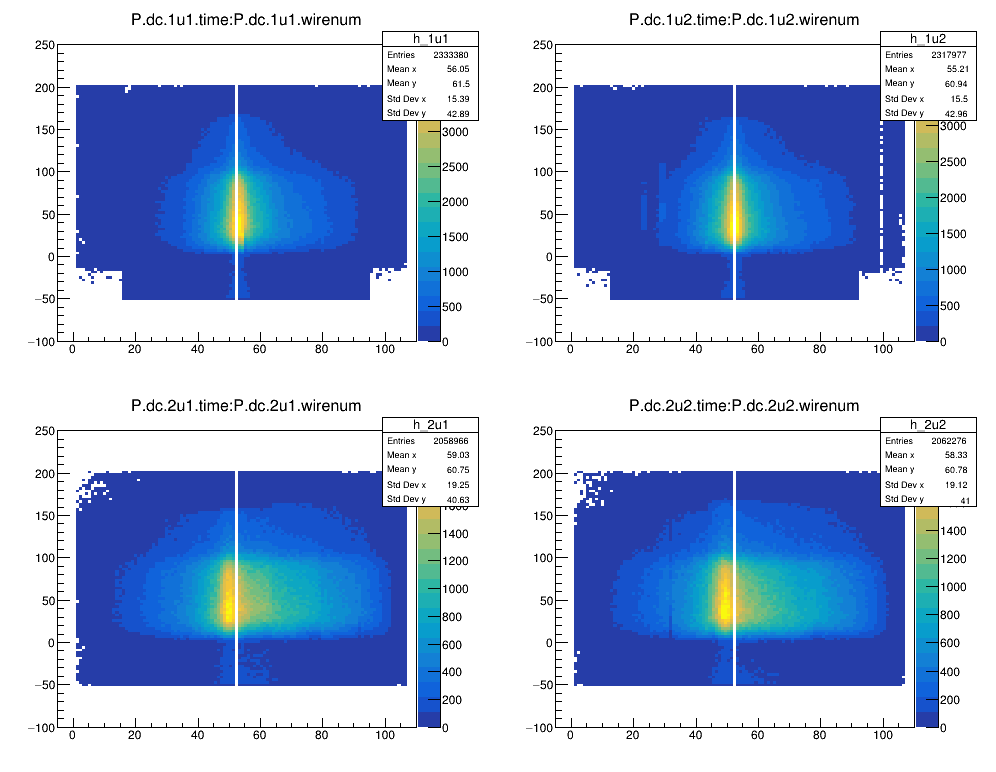 P.dc.1u1.time:P.dc.1u1.wirenum
h_1u1
Entries 2333380
Mean x 56.05
Mean y 61.5
Std Dev x 15.39
Std Dev y 42.89
250
200
150
100
50
0
−50
−100
0 20 40 60 80 100
3000
2500
2000
1500
1000
500
0
P.dc.1u2.time:P.dc.1u2.wirenum
h_1u2
Entries 2317977
Mean x 55.21
Mean y 60.94
Std Dev x 15.5
Std Dev y 42.96
250
200
150
100
50
0
−50
−100
0 20 40 60 80 100
3000
2500
2000
1500
1000
500
0
P.dc.2u1.time:P.dc.2u1.wirenum
h_2u1
Entries 2058966
Mean x 59.03
Mean y 60.75
Std Dev x 19.25
Std Dev y 40.63
250
200
150
100
50
0
−50
−100
0 20 40 60 80 100
1400
1200
1000
800
600
400
200
0
P.dc.2u2.time:P.dc.2u2.wirenum
h_2u2
Entries 2062276
Mean x 58.33
Mean y 60.78
Std Dev x 19.12
Std Dev y 41
250
200
150
100
50
0
−50
−100
0 20 40 60 80 100
1400
1200
1000
800
600
400
200
0